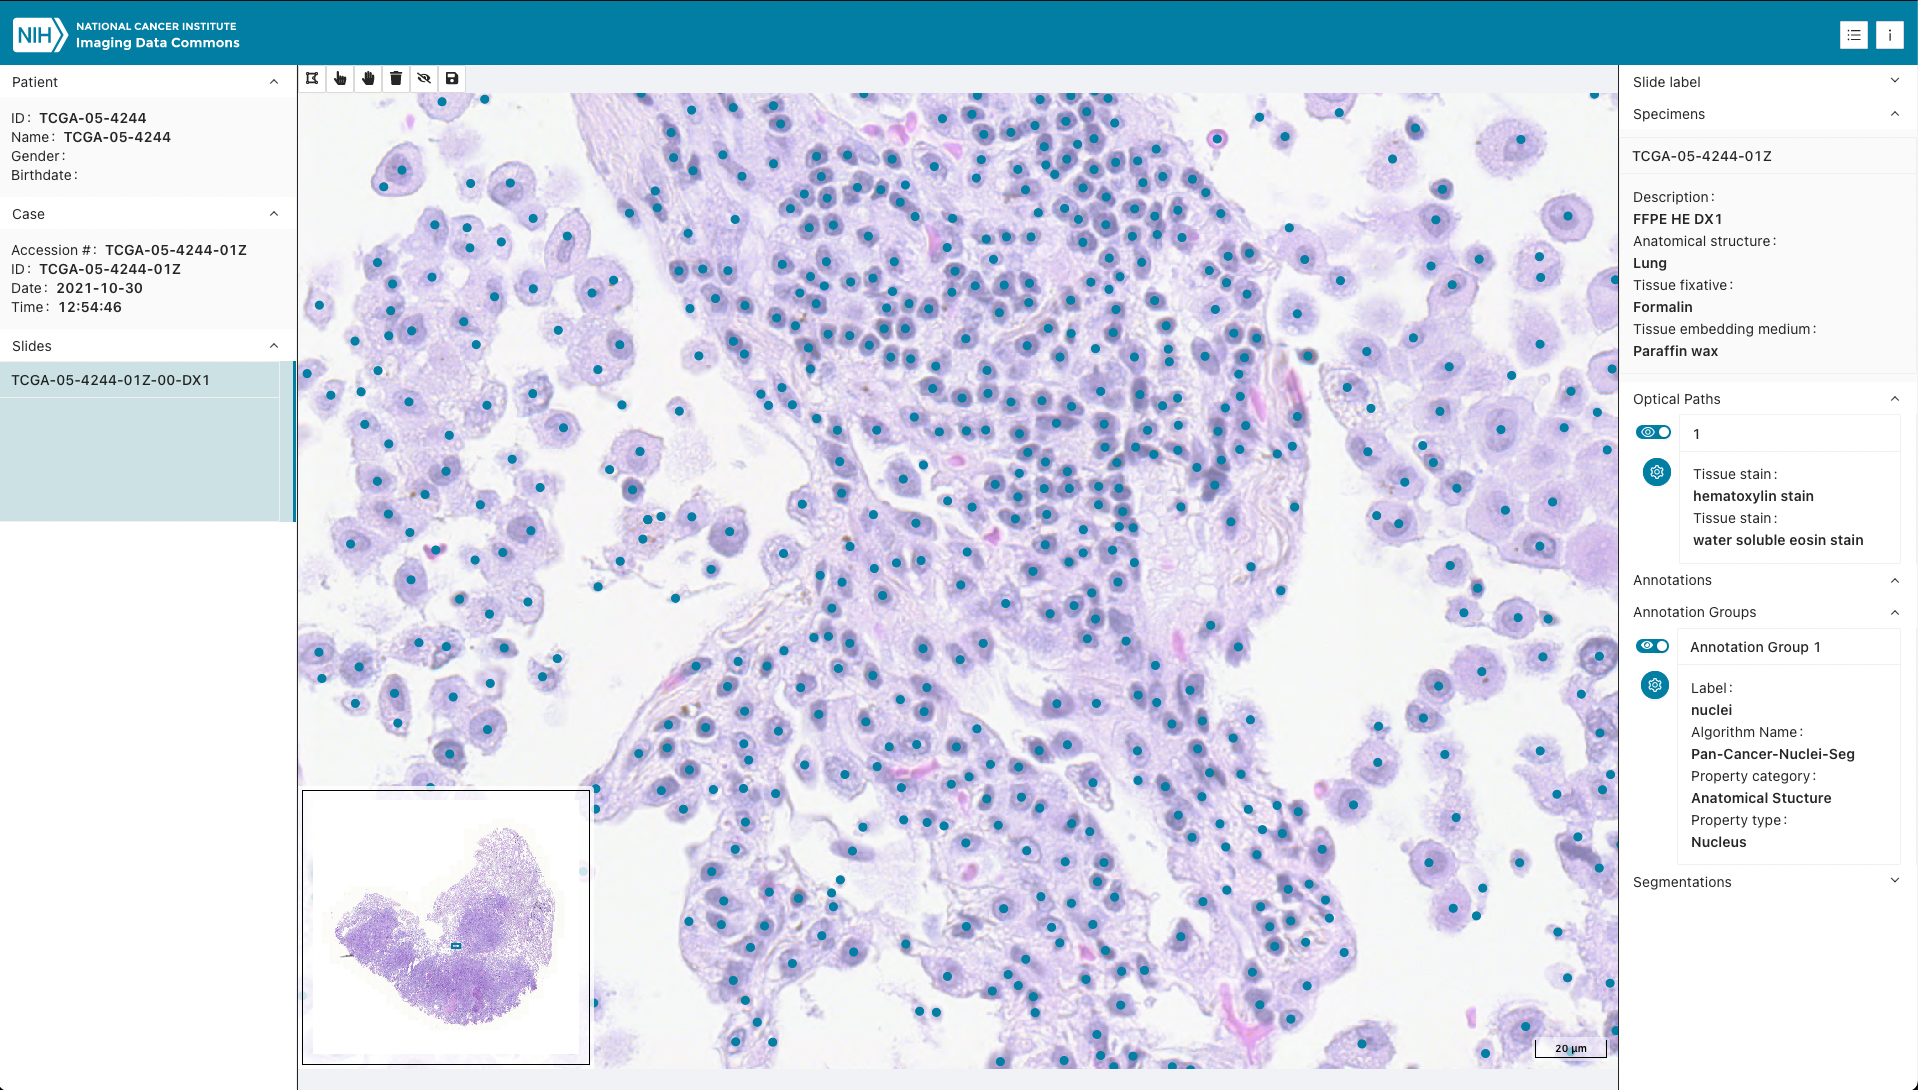 NIH
NATIONAL CANCER INSTITUTE
Imaging Data Commons
Patient
ID: TCGA-05-4244
Name: TCGA-05-4244
Gender:
Birthdate:
Case
Accession #: TCGA-05-4244-01Z
ID: TCGA-05-4244-01Z
Date: 2021-10-30
Time: 12:54:46
Slides
TCGA-05-4244-01Z-00-DX1
20 μm
Slide label
Specimens
TCGA-05-4244-01Z
Description:
FFPE HE DX1
Anatomical structure:
Lung
Tissue fixative:
Formalin
Tissue embedding medium:
Paraffin wax
Optical Paths
1
Tissue stain:
hematoxylin stain
Tissue stain:
water soluble eosin stain
Annotations
Annotation Groups
Annotation Group 1
Label:
nuclei
Algorithm Name:
Pan-Cancer-Nuclei-Seg
Property category:
Anatomical Stucture
Property type:
Nucleus
Segmentations